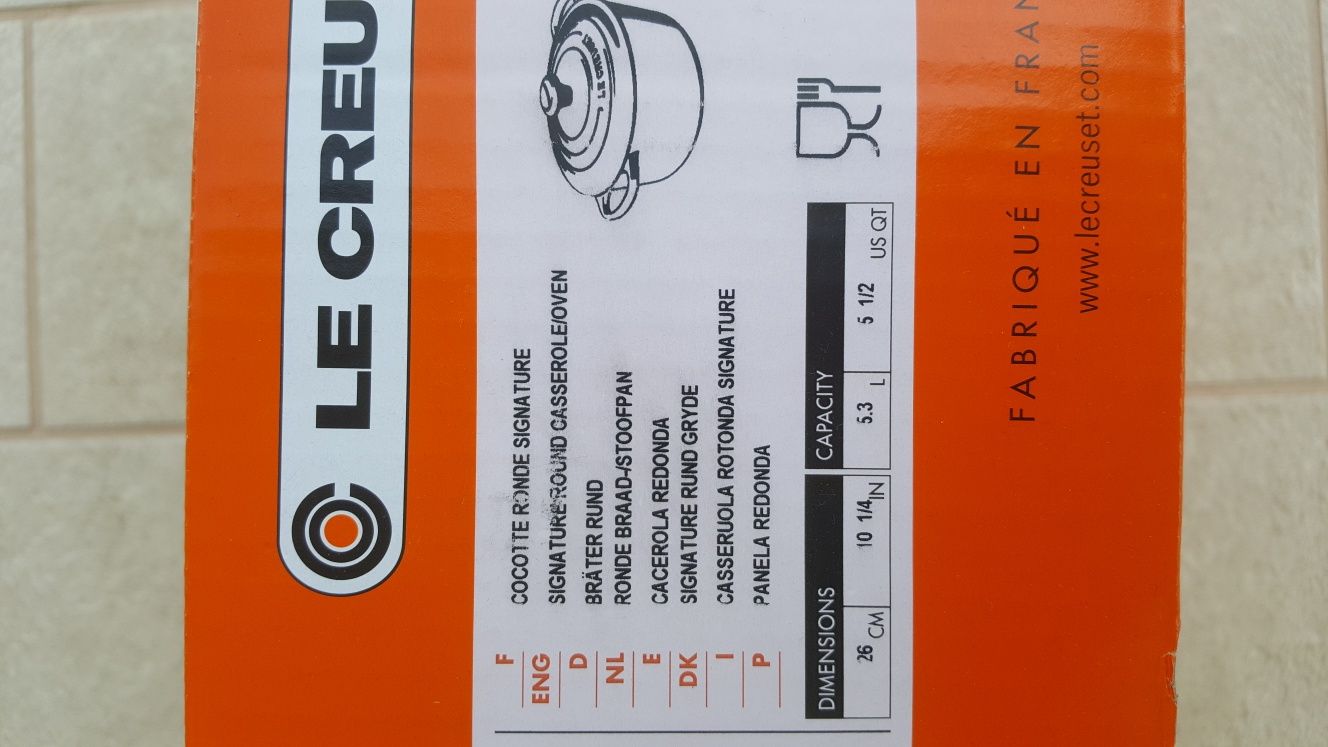 LE CREU
LE CREUSET
F COCOTTE RONDE SIGNATURE
ENG SIGNATURE ROUND CASSEROLE/OVEN
D BRÄTER RUND
NL RONDE BRAAD-/STOOFPAN
E CACEROLA REDONDA
DK SIGNATURE RUND GRYDE
I CASSERUOLA ROTONDA SIGNATURE
P PANELA REDONDA
DIMENSIONS CAPACITY
26 CM 10 1/4 IN 5.3 L 5 1/2 US QT
FABRIQUÉ EN FRAN
www.lecreuset.com